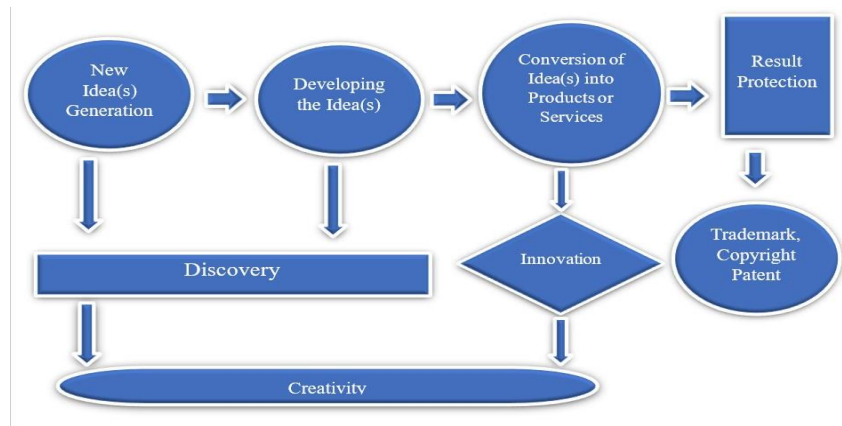 New
Idea(s)
Generation
Developing
the Idea(s)
Conversion of
Idea(s) into
Products or
Services
Result
Protection
Discovery
Innovation
Trademark,
Copyright
Patent
Creativity